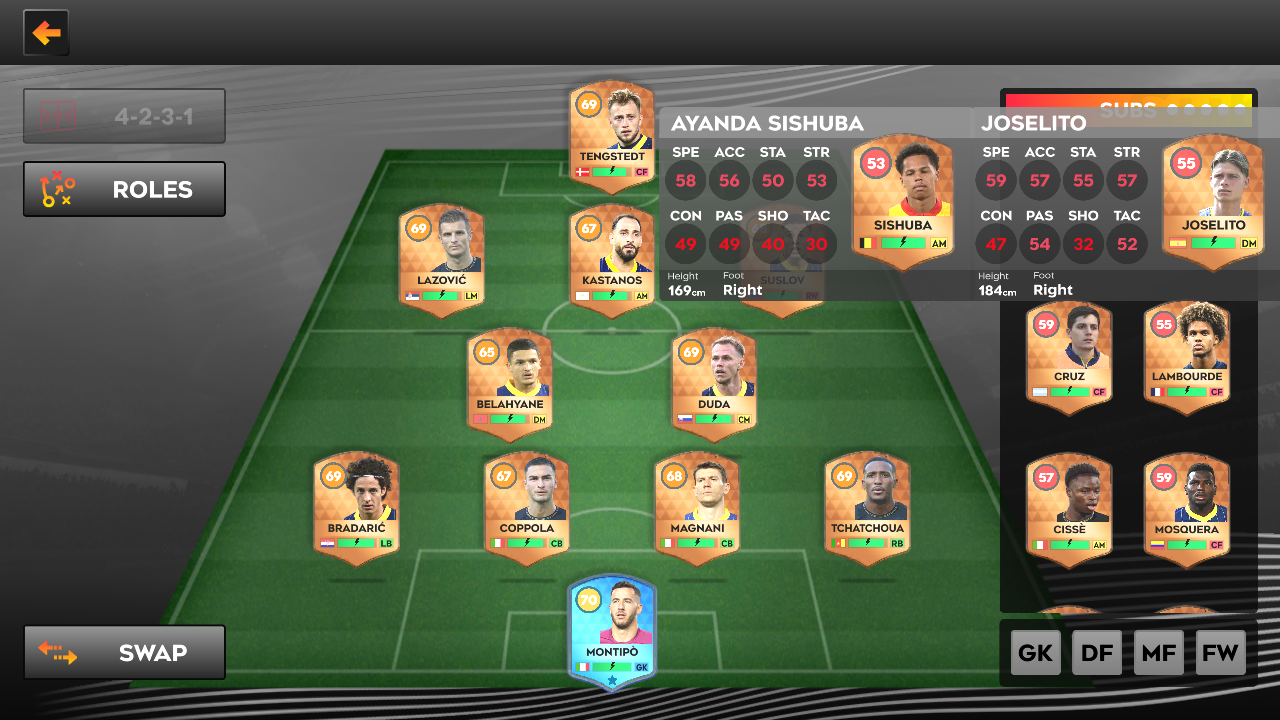 4-2-3-1
ROLES
SWAP
69
TENGSTEDT
CF
69
LAZOVIĆ
LM
67
KASTANOS
AM
SUSLOV
RW
65
BELAHYANE
DM
69
DUDA
CM
69
BRADARIĆ
LB
67
COPPOLA
CB
68
MAGNANI
CB
69
TCHATCHOUA
RB
70
MONTIPÒ
GK
SUBS
AYANDA SISHUBA
SPE ACC STA STR
58 56 50 53
CON PAS SHO TAC
49 49 40 30
Height Foot
169cm Right
53
SISHUBA
AM
JOSELITO
SPE ACC STA STR
59 57 55 57
CON PAS SHO TAC
47 54 32 52
Height Foot
184cm Right
55
JOSELITO
DM
59
CRUZ
CF
55
LAMBOURDE
CF
57
CISSÈ
AM
59
MOSQUERA
CF
GK DF MF FW